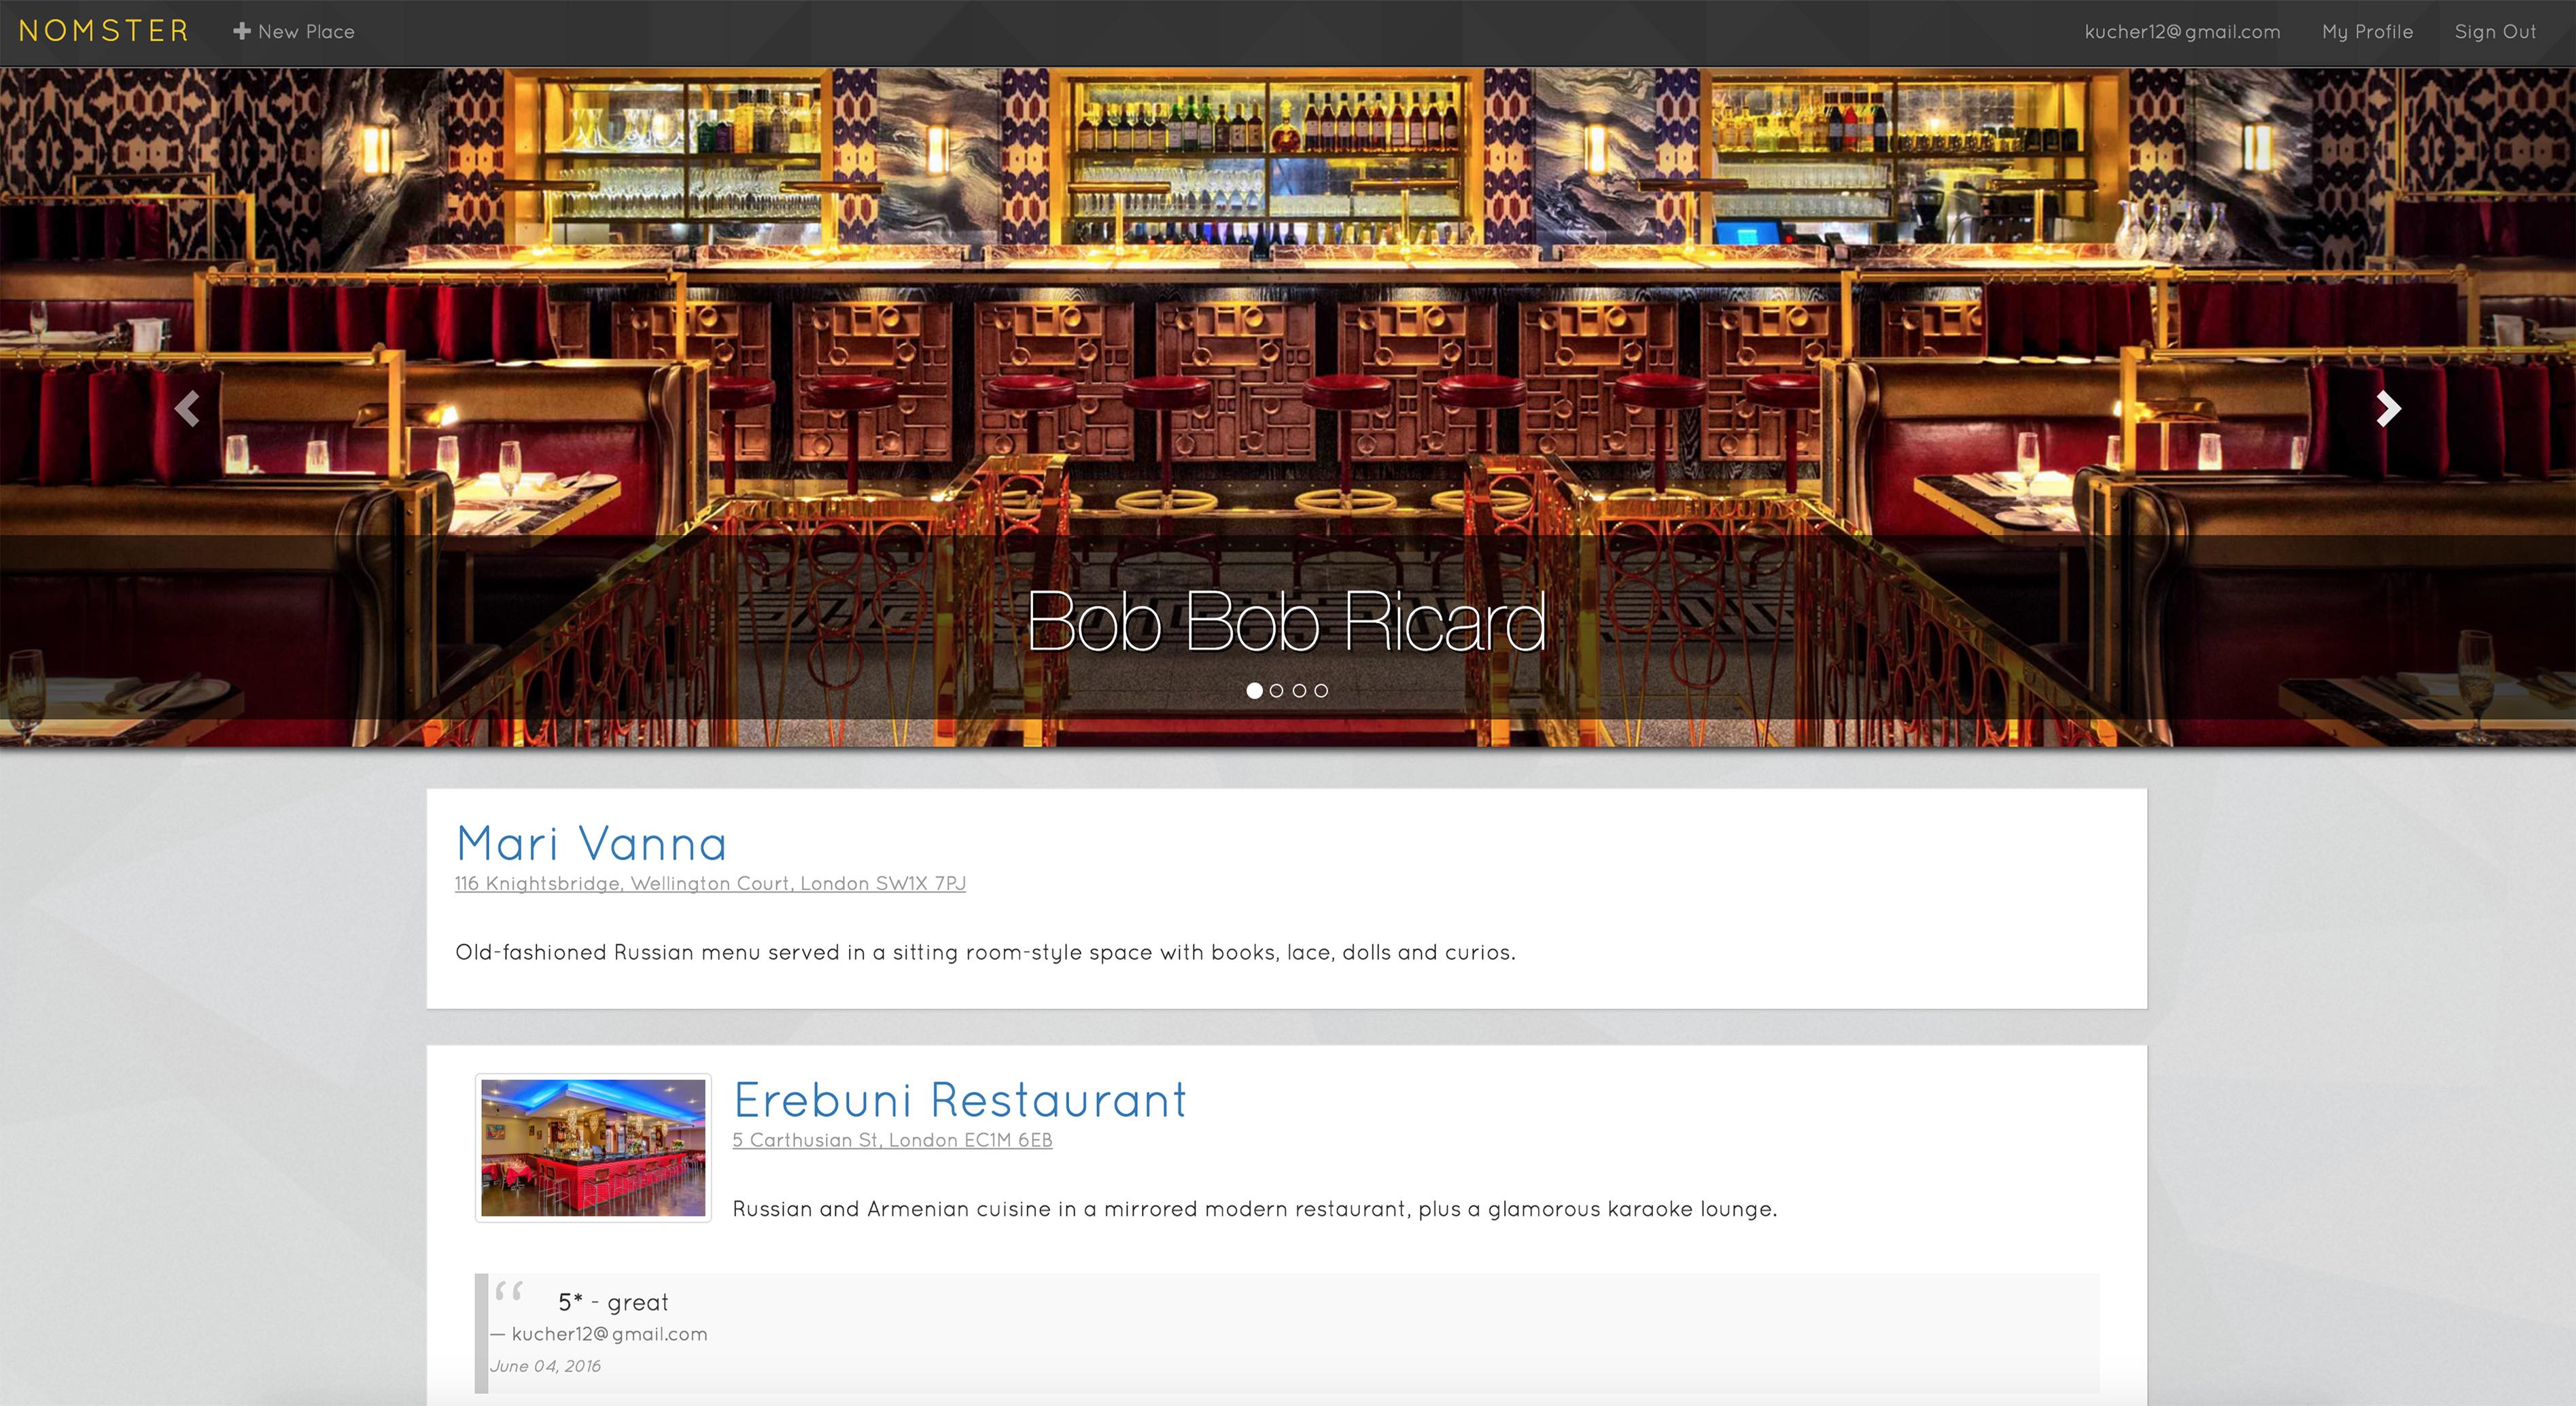 NOMSTER
New Place
kucher12@gmail.com
My Profile
Sign Out
Bob Bob Ricard
Mari Vanna
116 Knightsbridge, Wellington Court, London SW1X 7PJ
Old-fashioned Russian menu served in a sitting room-style space with books, lace, dolls and curios.
Erebuni Restaurant
5 Carthusian St, London EC1M 6EB
Russian and Armenian cuisine in a mirrored modern restaurant, plus a glamorous karaoke lounge.
“ 5* - great
— kucher12@gmail.com
June 04, 2016